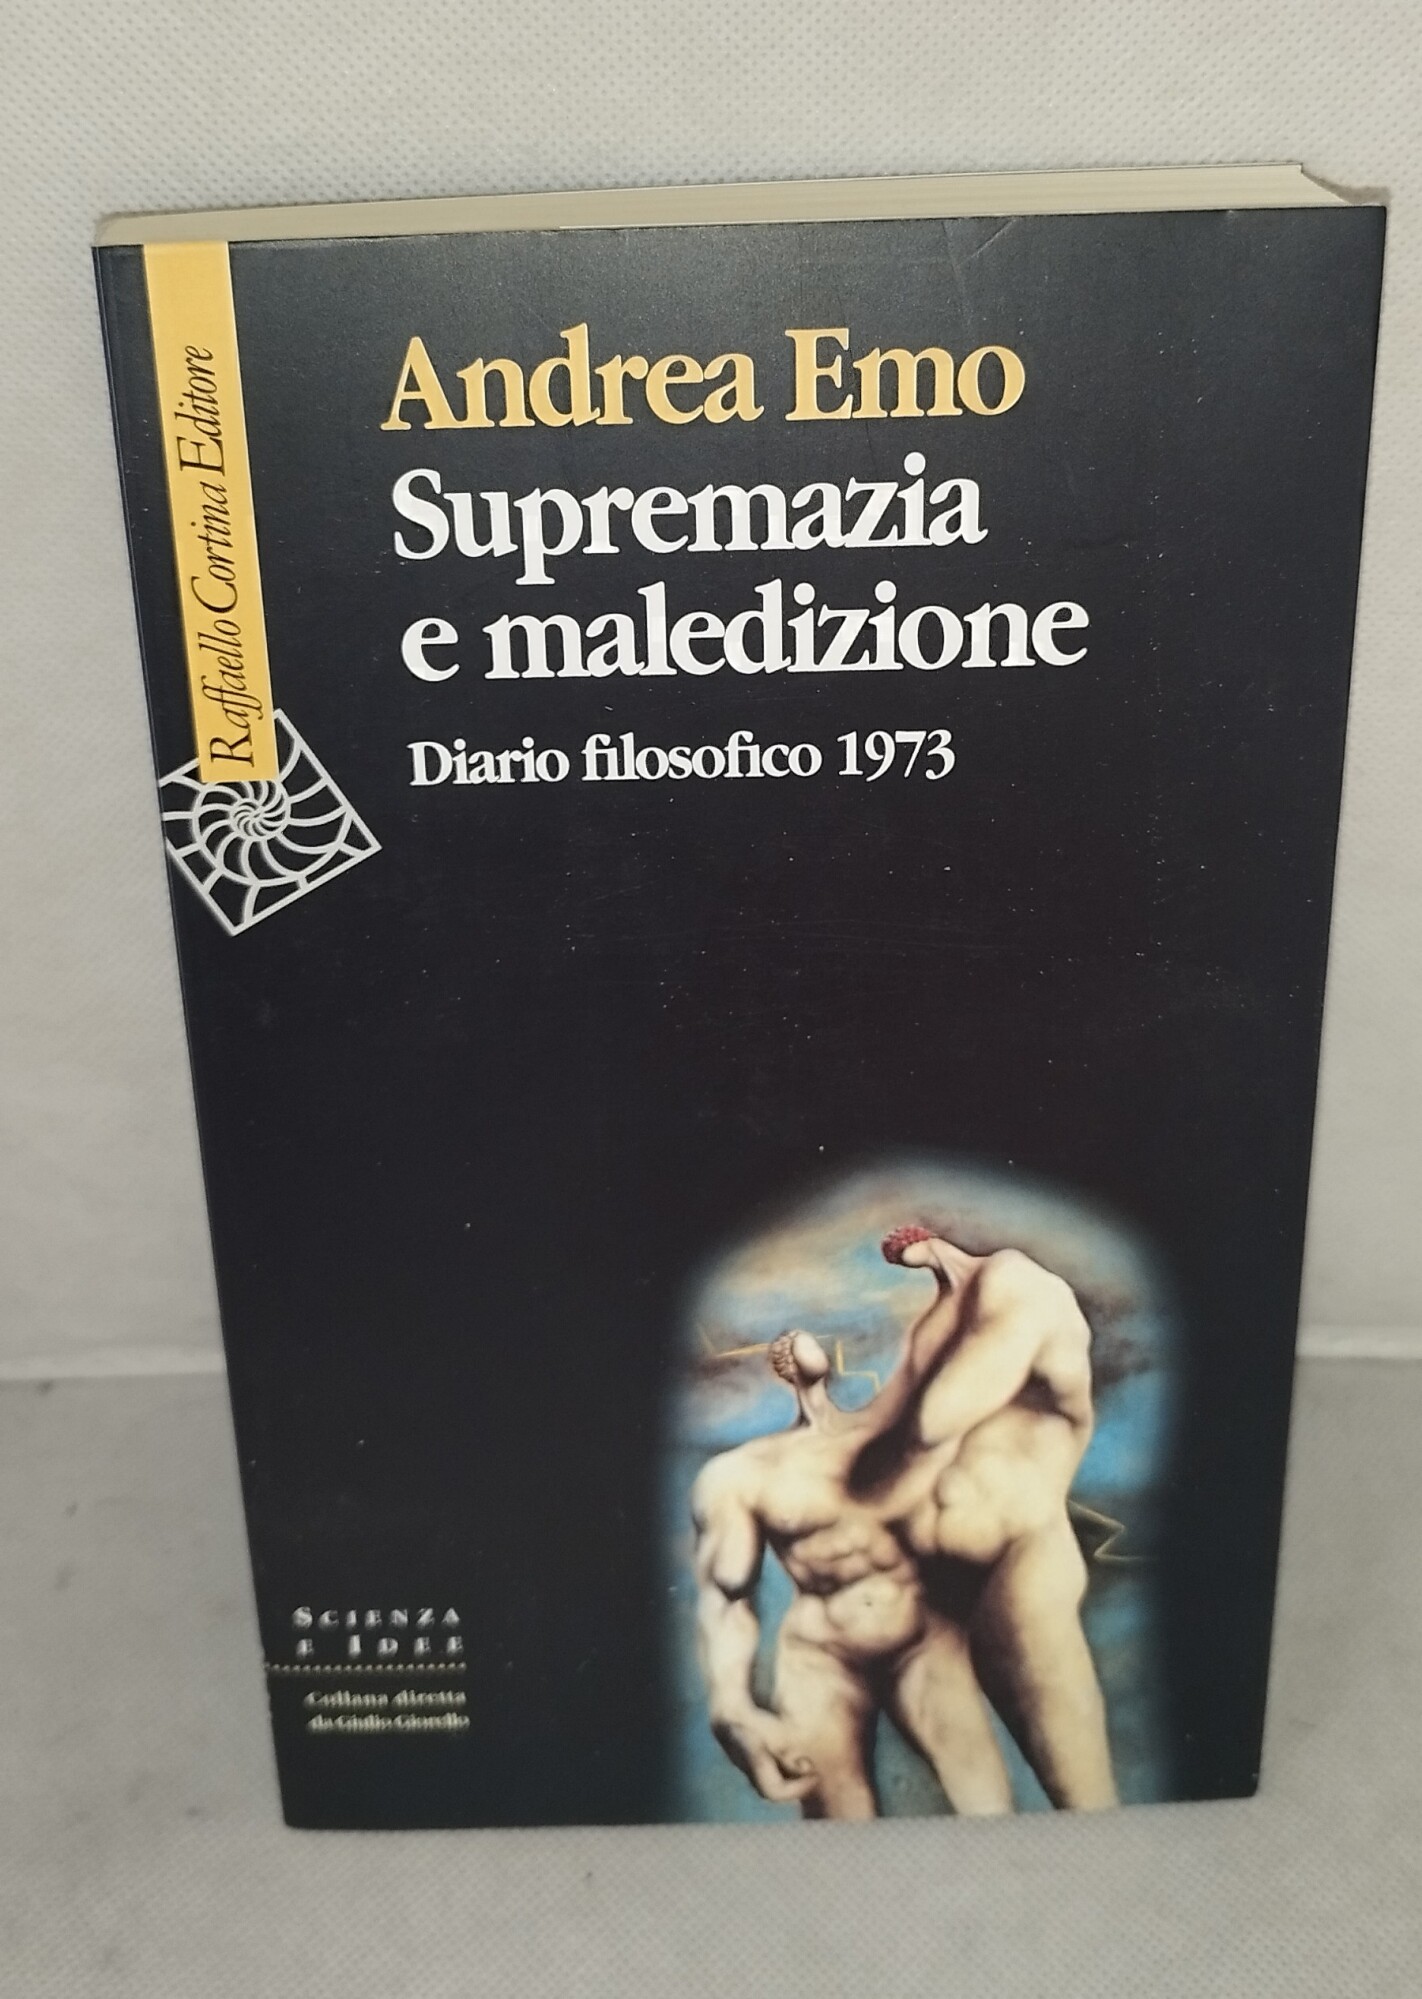 Raffaello Cortina Editore
Andrea Emo
Supremazia
e maledizione
Diario filosofico 1973
SCIENZA
E IDEE
Collana diretta
da Giulio Giorello